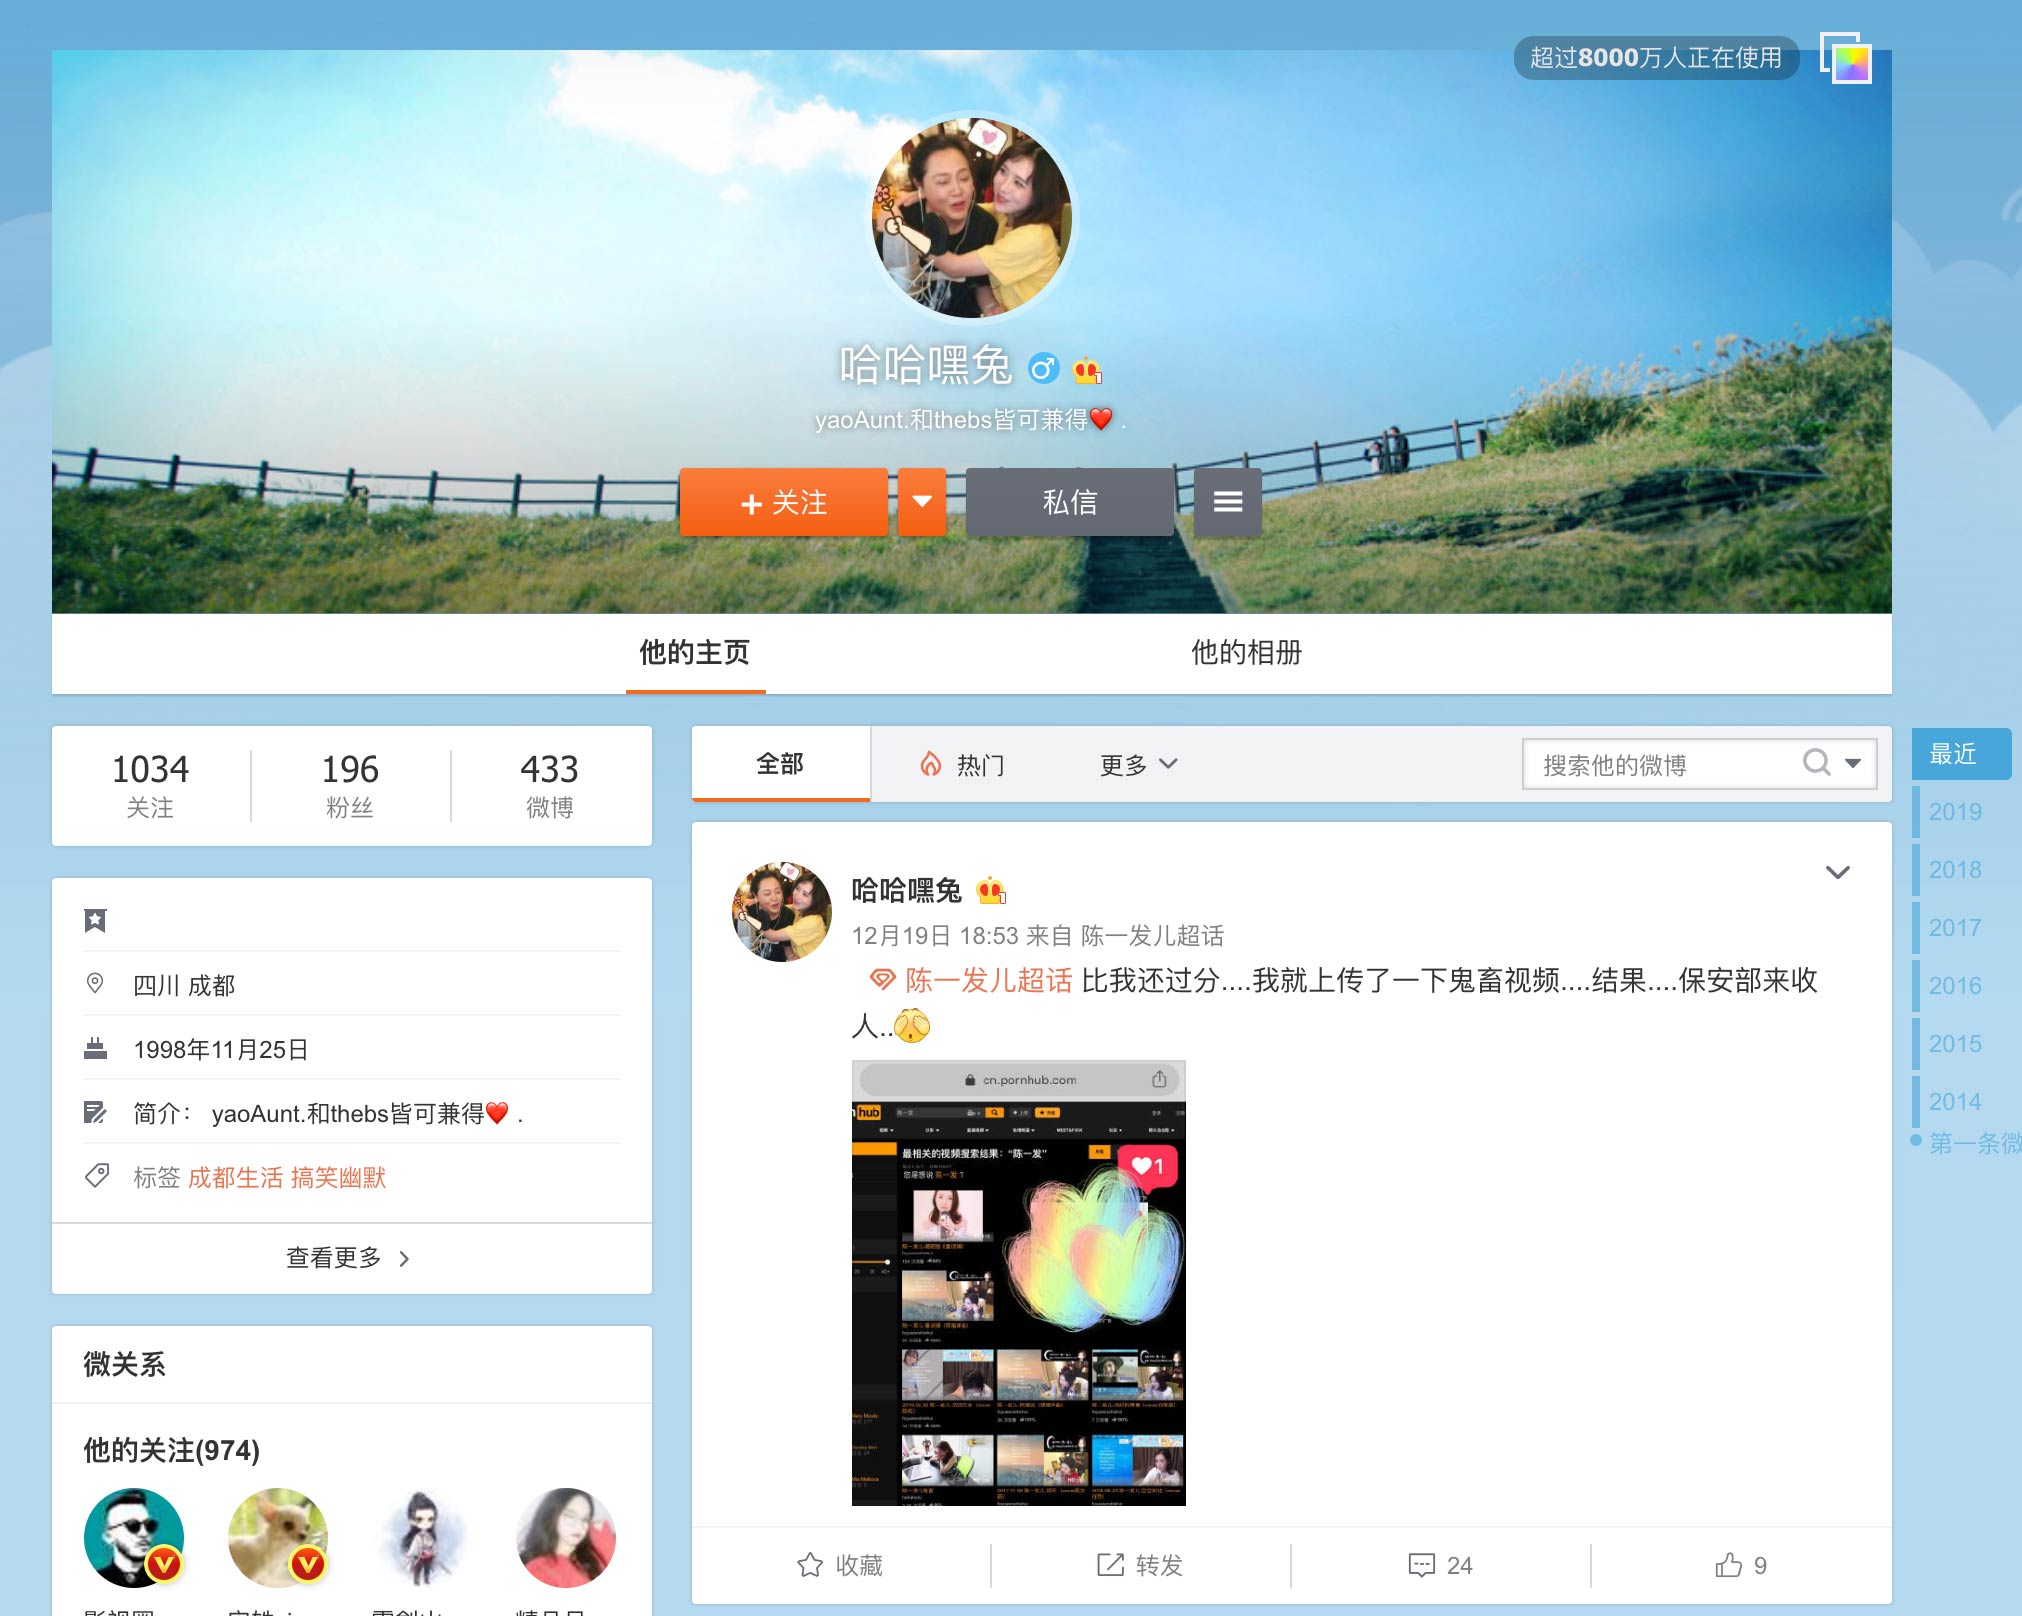 超过8000万人正在使用
哈哈嘿兔
yaoAunt.和thebs皆可兼得❤️ .
+ 关注
私信
他的主页
他的相册
1034
关注
196
粉丝
433
微博
四川 成都
1998年11月25日
简介： yaoAunt.和thebs皆可兼得❤️ .
标签 成都生活 搞笑幽默
查看更多
微关系
他的关注(974)
全部
热门
更多
搜索他的微博
哈哈嘿兔
12月19日 18:53 来自 陈一发儿超话
陈一发儿超话 比我还过分....我就上传了一下鬼畜视频....结果....保安部来收
人..
cn.pornhub.com
hub
最相关的视频搜索结果：“陈一发”
您是想说 陈一发 ?
1
收藏
转发
24
9
最近
2019
2018
2017
2016
2015
2014
第一条微